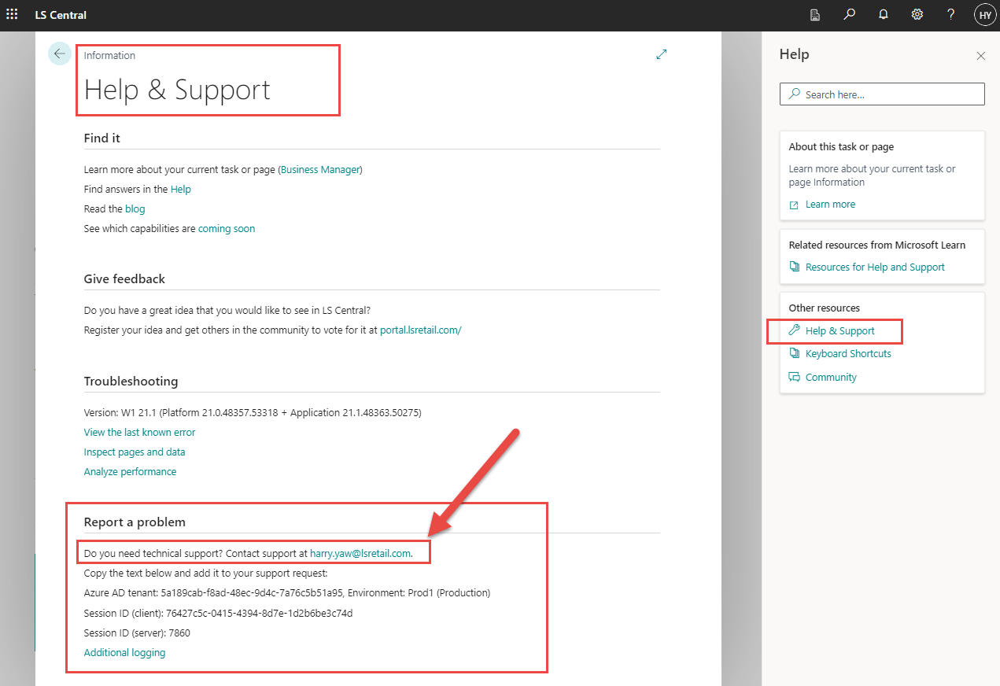 LS Central
?
HY
Information
Help & Support
Find it
Learn more about your current task or page (Business Manager)
Find answers in the Help
Read the blog
See which capabilities are coming soon
Give feedback
Do you have a great idea that you would like to see in LS Central?
Register your idea and get others in the community to vote for it at portal.lsretail.com/
Troubleshooting
Version: W1 21.1 (Platform 21.0.48357.53318 + Application 21.1.48363.50275)
View the last known error
Inspect pages and data
Analyze performance
Report a problem
Do you need technical support? Contact support at harry.yaw@lsretail.com.
Copy the text below and add it to your support request:
Azure AD tenant: 5a189cab-f8ad-48ec-9d4c-7a76c5b51a95, Environment: Prod1 (Production)
Session ID (client): 76427c5c-0415-4394-8d7e-1d2b6be3c74d
Session ID (server): 7860
Additional logging
Help
Search here...
About this task or page
Learn more about your current task or
page Information
Learn more
Related resources from Microsoft Learn
Resources for Help and Support
Other resources
Help & Support
Keyboard Shortcuts
Community